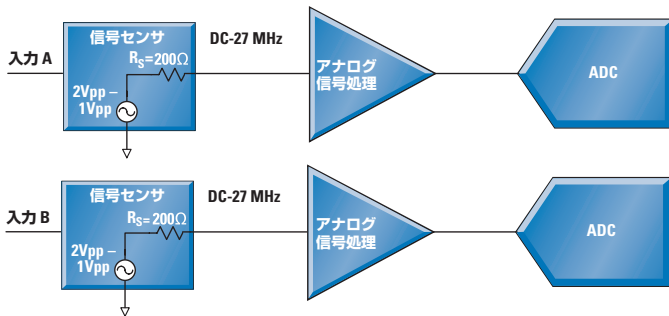 信号センサ
DC-27 MHz
入力 A
RS=200Ω
アナログ
信号処理
ADC
2Vpp –
1Vpp
信号センサ
DC-27 MHz
入力 B
RS=200Ω
アナログ
信号処理
ADC
2Vpp –
1Vpp